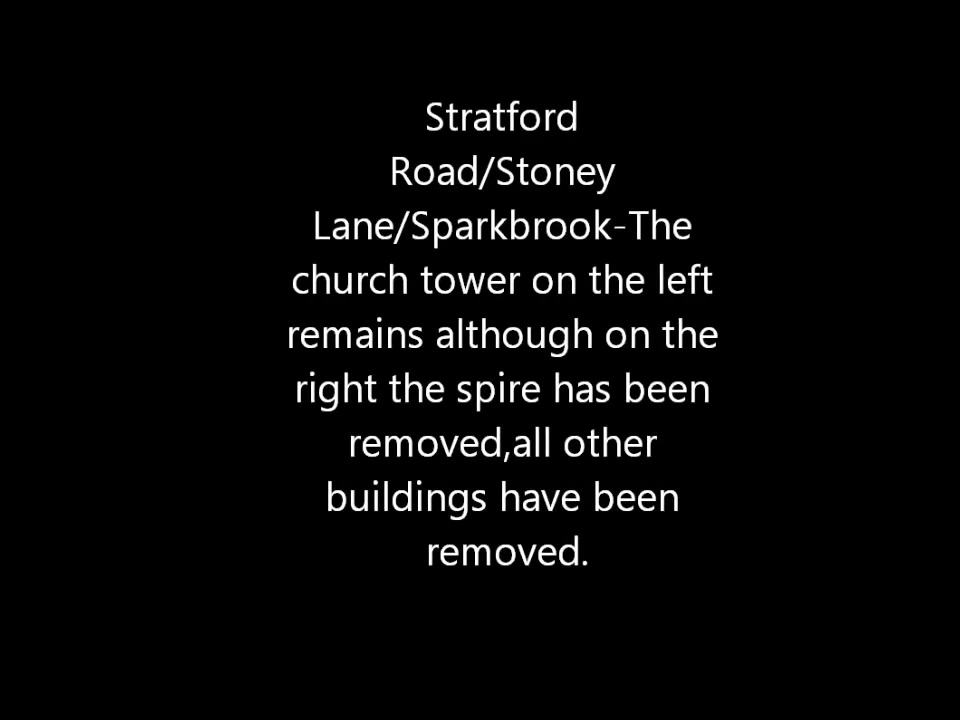 Stratford
Road/Stoney
Lane/Sparkbrook-The
church tower on the left
remains although on the
right the spire has been
removed,all other
buildings have been
removed.